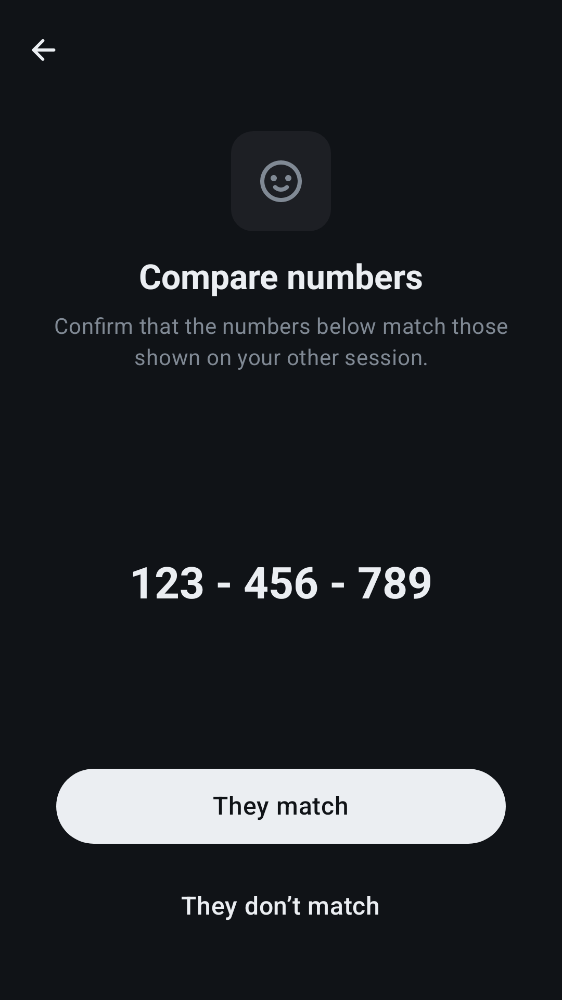 Compare numbers
Confirm that the numbers below match those
shown on your other session.
123 - 456 - 789
They match
They don’t match